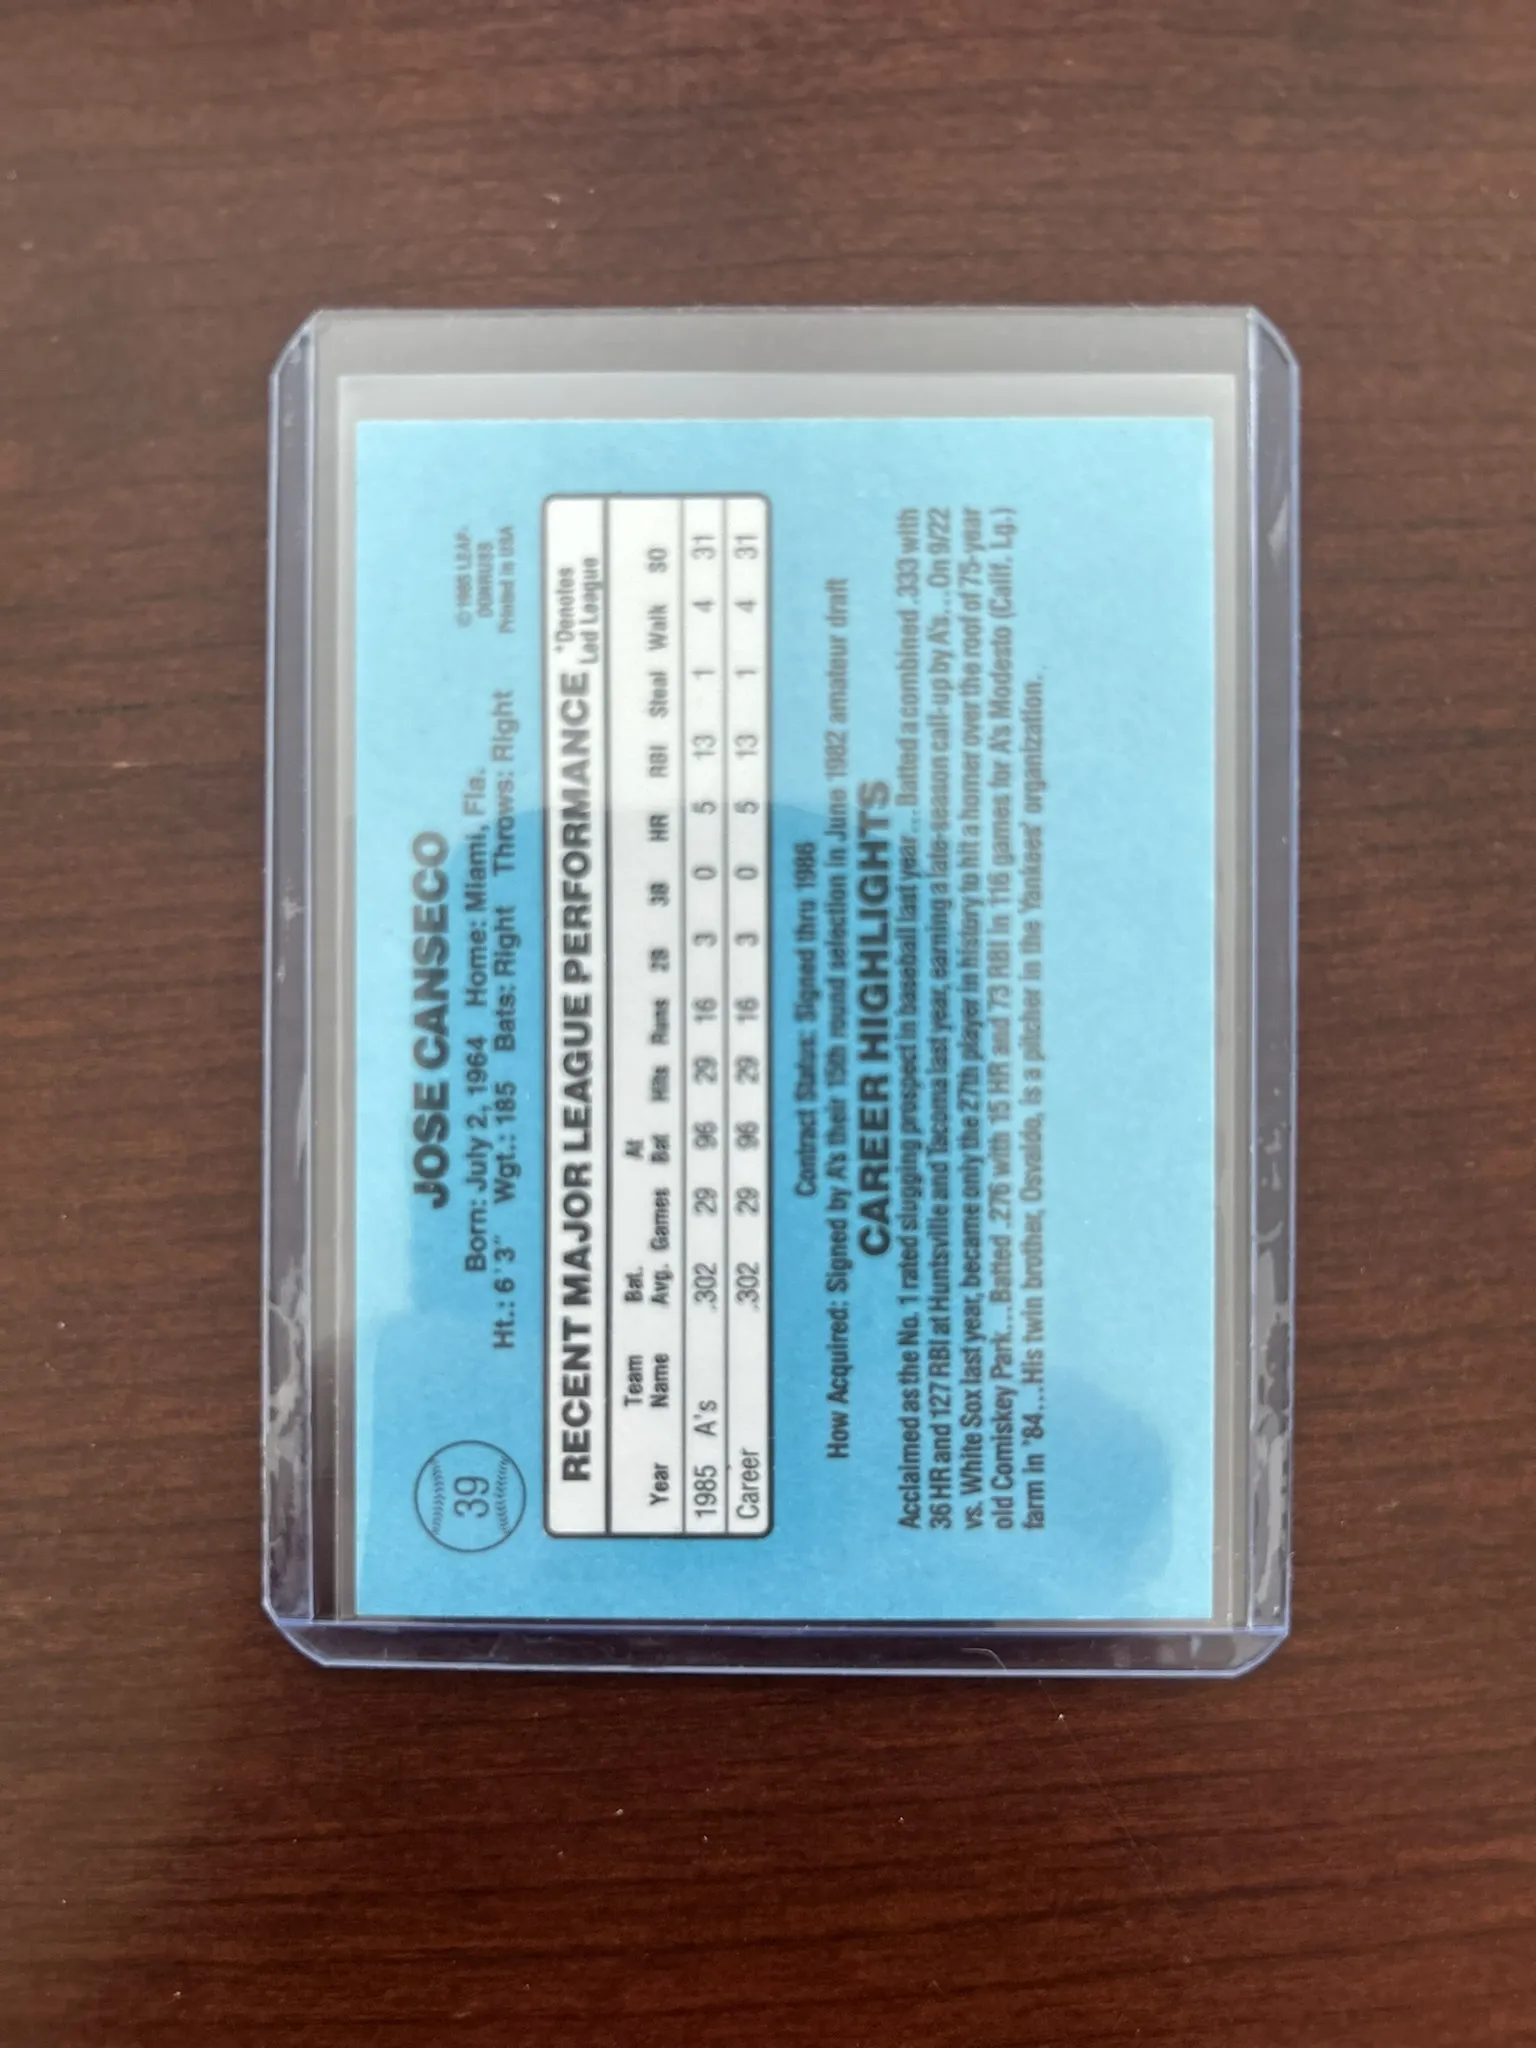 39
JOSE CANSECO
Born: July 2, 1964 Home: Miami, Fla.
Ht.: 6'3" Wgt.: 185 Bats: Right Throws: Right
©1985 LEAF-
DONRUSS
Printed in USA
RECENT MAJOR LEAGUE PERFORMANCE *Denotes Led League
Year Team Name Bat. Avg. Games At Bat Hits Runs 2B 3B HR RBI Steal Walk SO
1985 A's .302 29 96 29 16 3 0 5 13 1 4 31
Career .302 29 96 29 16 3 0 5 13 1 4 31
Contract Status: Signed thru 1986
How Acquired: Signed by A's their 15th round selection in June 1982 amateur draft
CAREER HIGHLIGHTS
Acclaimed as the No. 1 rated slugging prospect in baseball last year... Batted a combined .333 with
36 HR and 127 RBI at Huntsville and Tacoma last year, earning a late-season call-up by A's... On 9/22
vs. White Sox last year, became only the 27th player in history to hit a homer over the roof of 75-year
old Comiskey Park... Batted .276 with 15 HR and 73 RBI in 116 games for A's Modesto (Calif. Lg.)
farm in '84... His twin brother, Osvaldo, is a pitcher in the Yankees' organization.